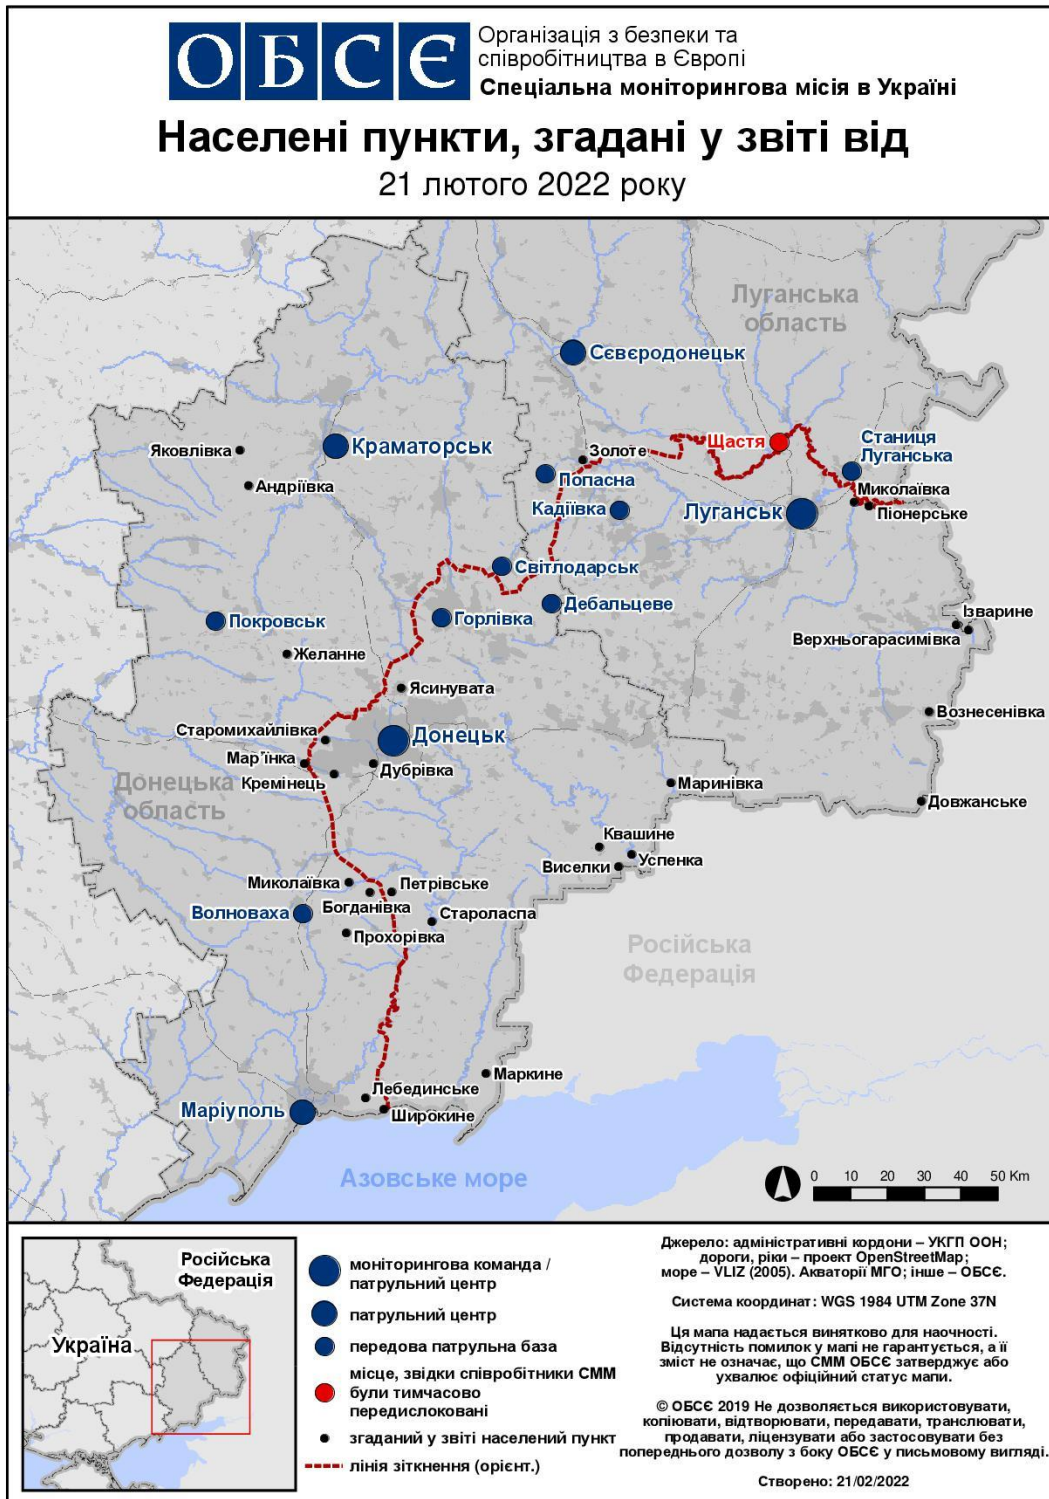 ОБСЄ
Організація з безпеки та
співробітництва в Європі
Спеціальна моніторингова місія в Україні
Населені пункти, згадані у звіті від
21 лютого 2022 року
Луганська
область
Сєвєродонецьк
Яковлівка
Краматорськ
Андріївка
Золоте
Щастя
Станиця
Луганська
Попасна
Кадіївка
Луганськ
Миколаївка
Піонерське
Світлодарськ
Дебальцеве
Горлівка
Покровськ
Ізварине
Верхньогарасимівка
Желанне
Ясинувата
Вознесенівка
Старомихайлівка
Донецьк
Мар'їнка
Дубрівка
Кремінець
Донецька
область
Маринівка
Довжанське
Квашине
Успенка
Виселки
Миколаївка
Петрівське
Богданівка
Волноваха
Староласпа
Прохорівка
Російська
Федерація
Маркине
Лебединське
Широкине
Маріуполь
Азовське море
0 10 20 30 40 50 Km
Російська
Федерація
Україна
моніторингова команда /
патрульний центр
патрульний центр
передова патрульна база
місце, звідки співробітники СММ
були тимчасово
передислоковані
згаданий у звіті населений пункт
лінія зіткнення (орієнт.)
Джерело: адміністративні кордони – УКГП ООН;
дороги, ріки – проект OpenStreetMap;
море – VLIZ (2005). Акваторії МГО; інше – ОБСЄ.
Система координат: WGS 1984 UTM Zone 37N
Ця мапа надається винятково для наочності.
Відсутність помилок у мапі не гарантується, а її
зміст не означає, що СММ ОБСЄ затверджує або
ухвалює офіційний статус мапи.
© ОБСЄ 2019 Не дозволяється використовувати,
копіювати, відтворювати, передавати, транслювати,
продавати, ліцензувати або застосовувати без
попереднього дозволу з боку ОБСЄ у письмовому вигляді.
Створено: 21/02/2022